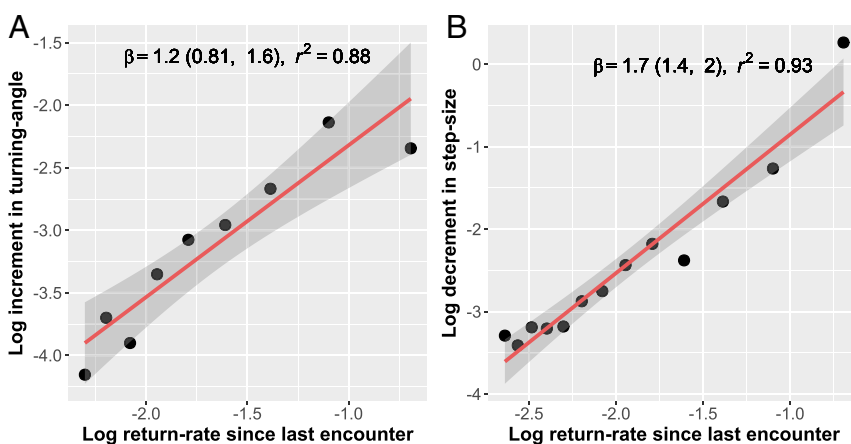 A
β= 1.2 (0.81, 1.6), r² = 0.88
Log increment in turning-angle
-1.5
-2.0
-2.5
-3.0
-3.5
-4.0
-2.0 -1.5 -1.0
Log return-rate since last encounter
B
β= 1.7 (1.4, 2), r² = 0.93
Log decrement in step-size
0
-1
-2
-3
-4
-2.5 -2.0 -1.5 -1.0
Log return-rate since last encounter